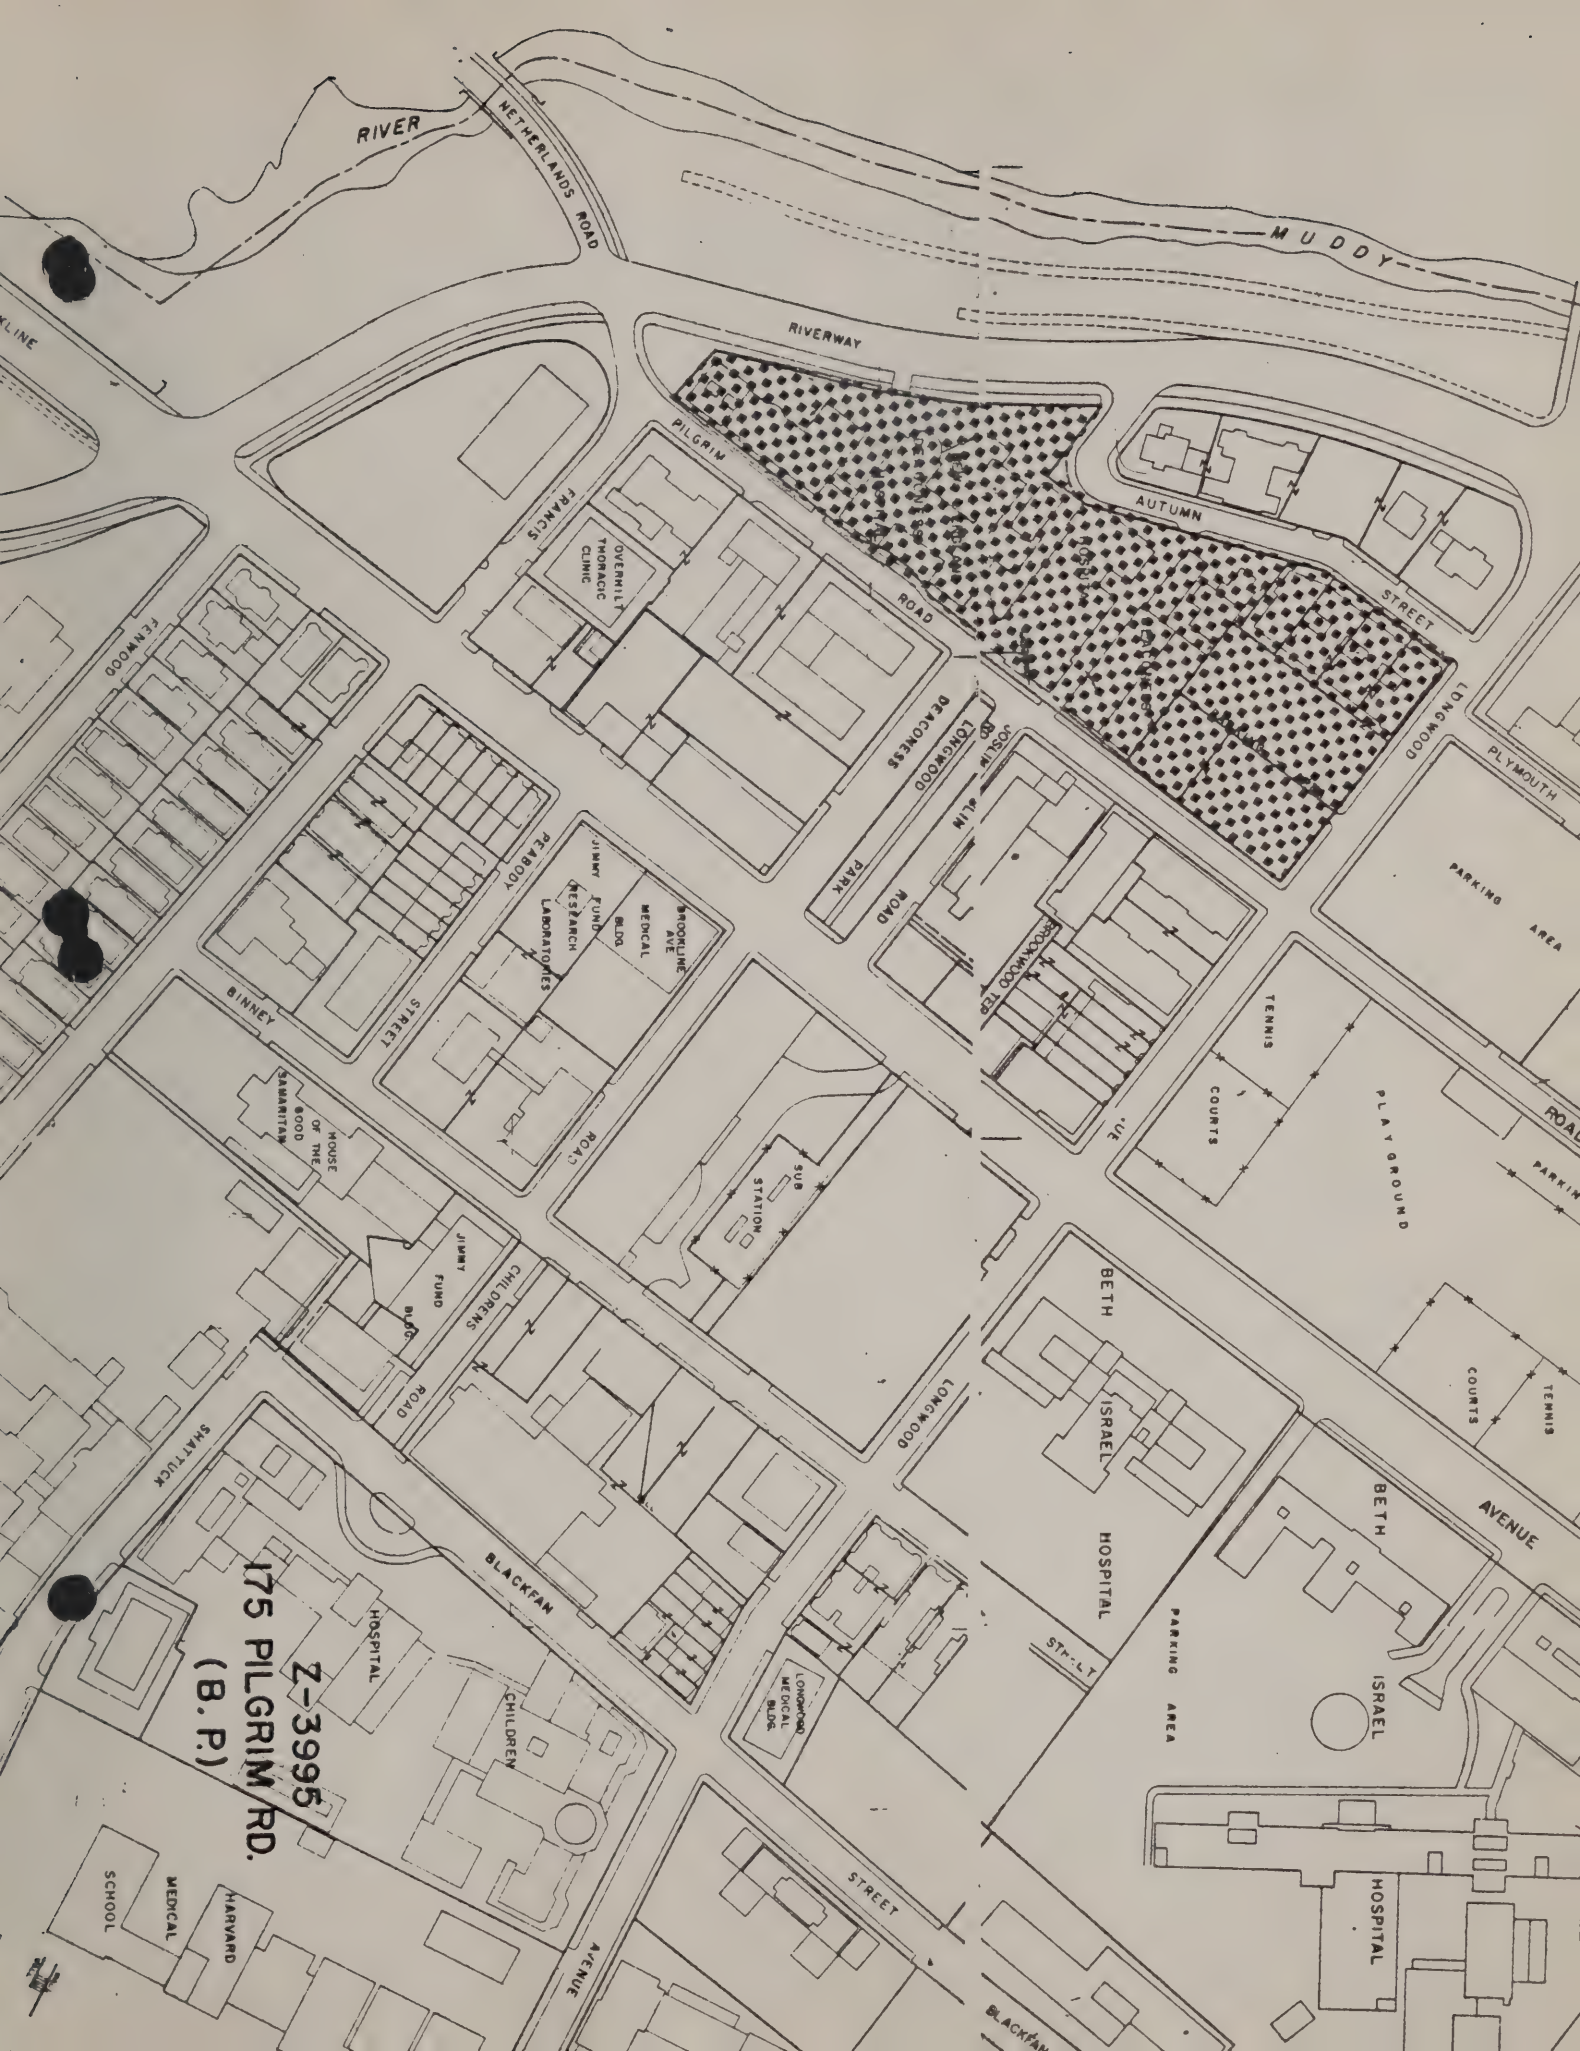 RIVER
NETHERLANDS ROAD
MUDDY
RIVERWAY
PILGRIM
ROAD
AUTUMN
STREET
LONGWOOD
PLYMOUTH
ROAD
PARKING
AREA
FRANCIS
OVERHILT
THORACIC
CLINIC
FENWOOD
DEACONESS
LONGWOOD
PARK
JOSLIN
RD
ROAD
BROOKWOOD TER
PEABODY
STREET
JIMMY
FUND
BLDG.
RESEARCH
LABORATORIES
BROOKLINE
AVE
MEDICAL
BINNEY
ROAD
TENNIS
COURTS
PLAYGROUND
HOUSE
OF THE
GOOD
SAMARITAN
SUB
STATION
JIMMY
FUND
BLDG.
CHILDRENS
ROAD
BETH
ISRAEL
HOSPITAL
TENNIS
COURTS
LONGWOOD
SHATTUCK
BETH
ISRAEL
HOSPITAL
AVENUE
PARKING
AREA
BLACKFAN
HOSPITAL
CHILDREN
LONGWOOD
MEDICAL
BLDG.
Z-3995
175 PILGRIM RD.
(B. P.)
STREET
AVENUE
BLACKFAN
HARVARD
MEDICAL
SCHOOL